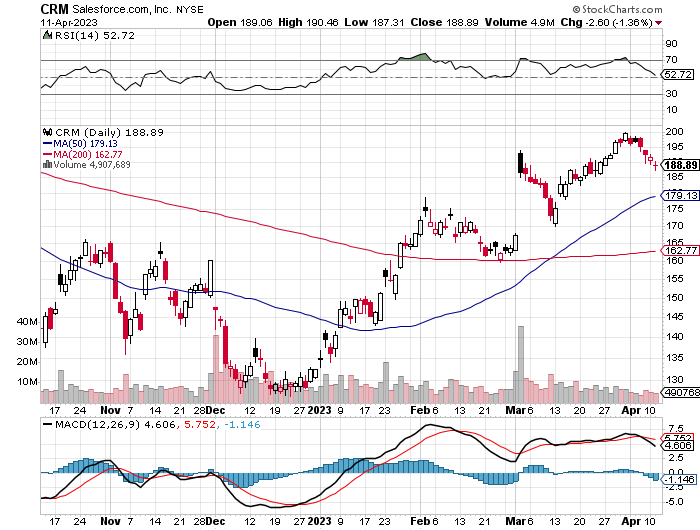 CRM Salesforce.com, Inc. NYSE © StockCharts.com
11-Apr-2023 Open 189.06 High 190.46 Low 187.31 Close 188.89 Volume 4.9M Chg -2.60 (-1.36%)
RSI(14) 52.72
90
70
52.72
30
10
CRM (Daily) 188.89
MA(50) 179.13
MA(200) 162.77
Volume 4,907,689
200
195
190
188.89
185
180
179.13
175
170
165
162.77
160
155
150
145
140
135
130
40M
30M
20M
10M
490768
17 24 Nov 7 14 21 28 Dec 12 19 27 2023 9 17 23 Feb 6 13 21 Mar 6 13 20 27 Apr 10
MACD(12,26,9) 4.606, 5.752, -1.146
7.5
5.752
4.606
2.5
0.0
-1.146
-2.5
-5.0
17 24 Nov 7 14 21 28 Dec 12 19 27 2023 9 17 23 Feb 6 13 21 Mar 6 13 20 27 Apr 10